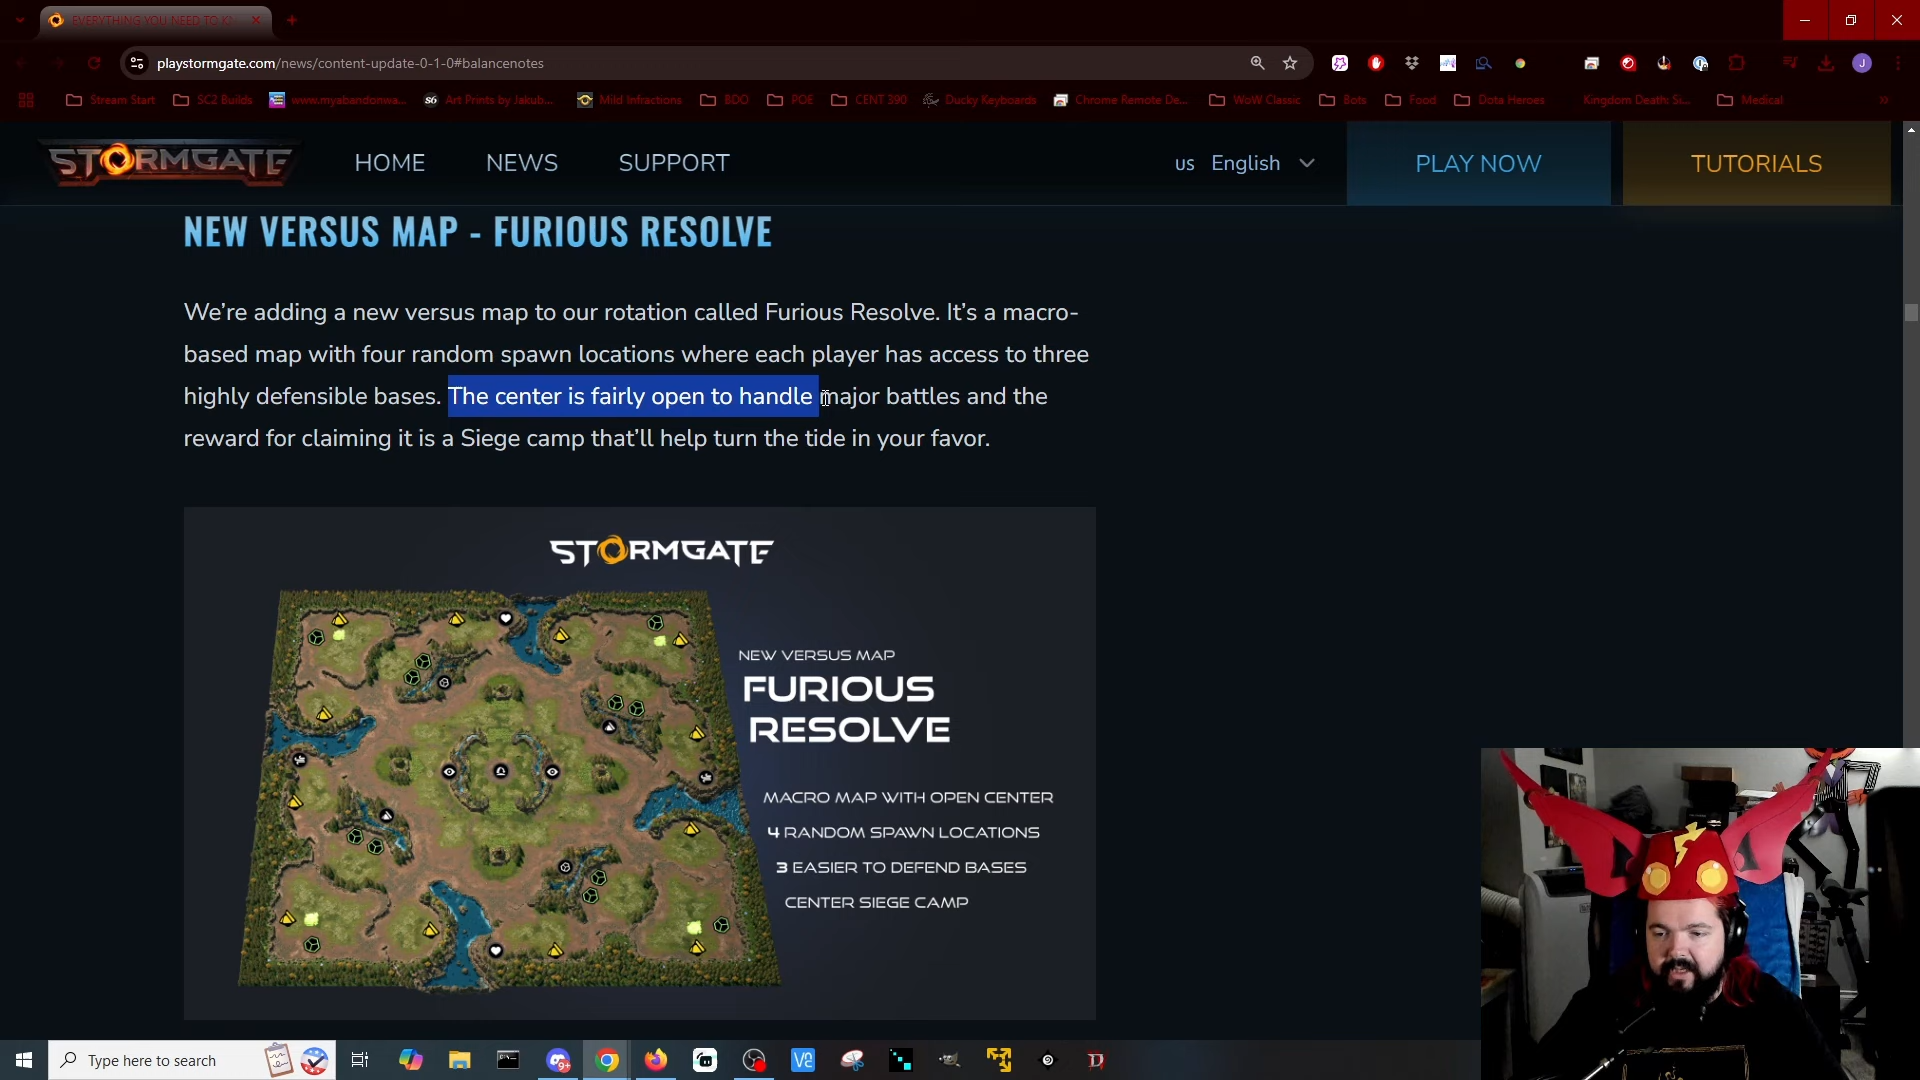 EVERYTHING YOU NEED TO K
playstormgate.com/news/content-update-0-1-0#balancenotes
J
Stream Start
SC2 Builds
www.myabandonwa...
Art Prints by Jakub...
Mild Infractions
BDO
POE
CENT 390
Ducky Keyboards
Chrome Remote De...
WoW Classic
Bots
Food
Dota Heroes
Kingdom Death: Si...
Medical
STORMGATE
HOME
NEWS
SUPPORT
us English
PLAY NOW
TUTORIALS
NEW VERSUS MAP - FURIOUS RESOLVE
We’re adding a new versus map to our rotation called Furious Resolve. It’s a macro-
based map with four random spawn locations where each player has access to three
highly defensible bases. The center is fairly open to handle major battles and the
reward for claiming it is a Siege camp that’ll help turn the tide in your favor.
STORMGATE
NEW VERSUS MAP
FURIOUS
RESOLVE
MACRO MAP WITH OPEN CENTER
4 RANDOM SPAWN LOCATIONS
3 EASIER TO DEFEND BASES
CENTER SIEGE CAMP
Type here to search